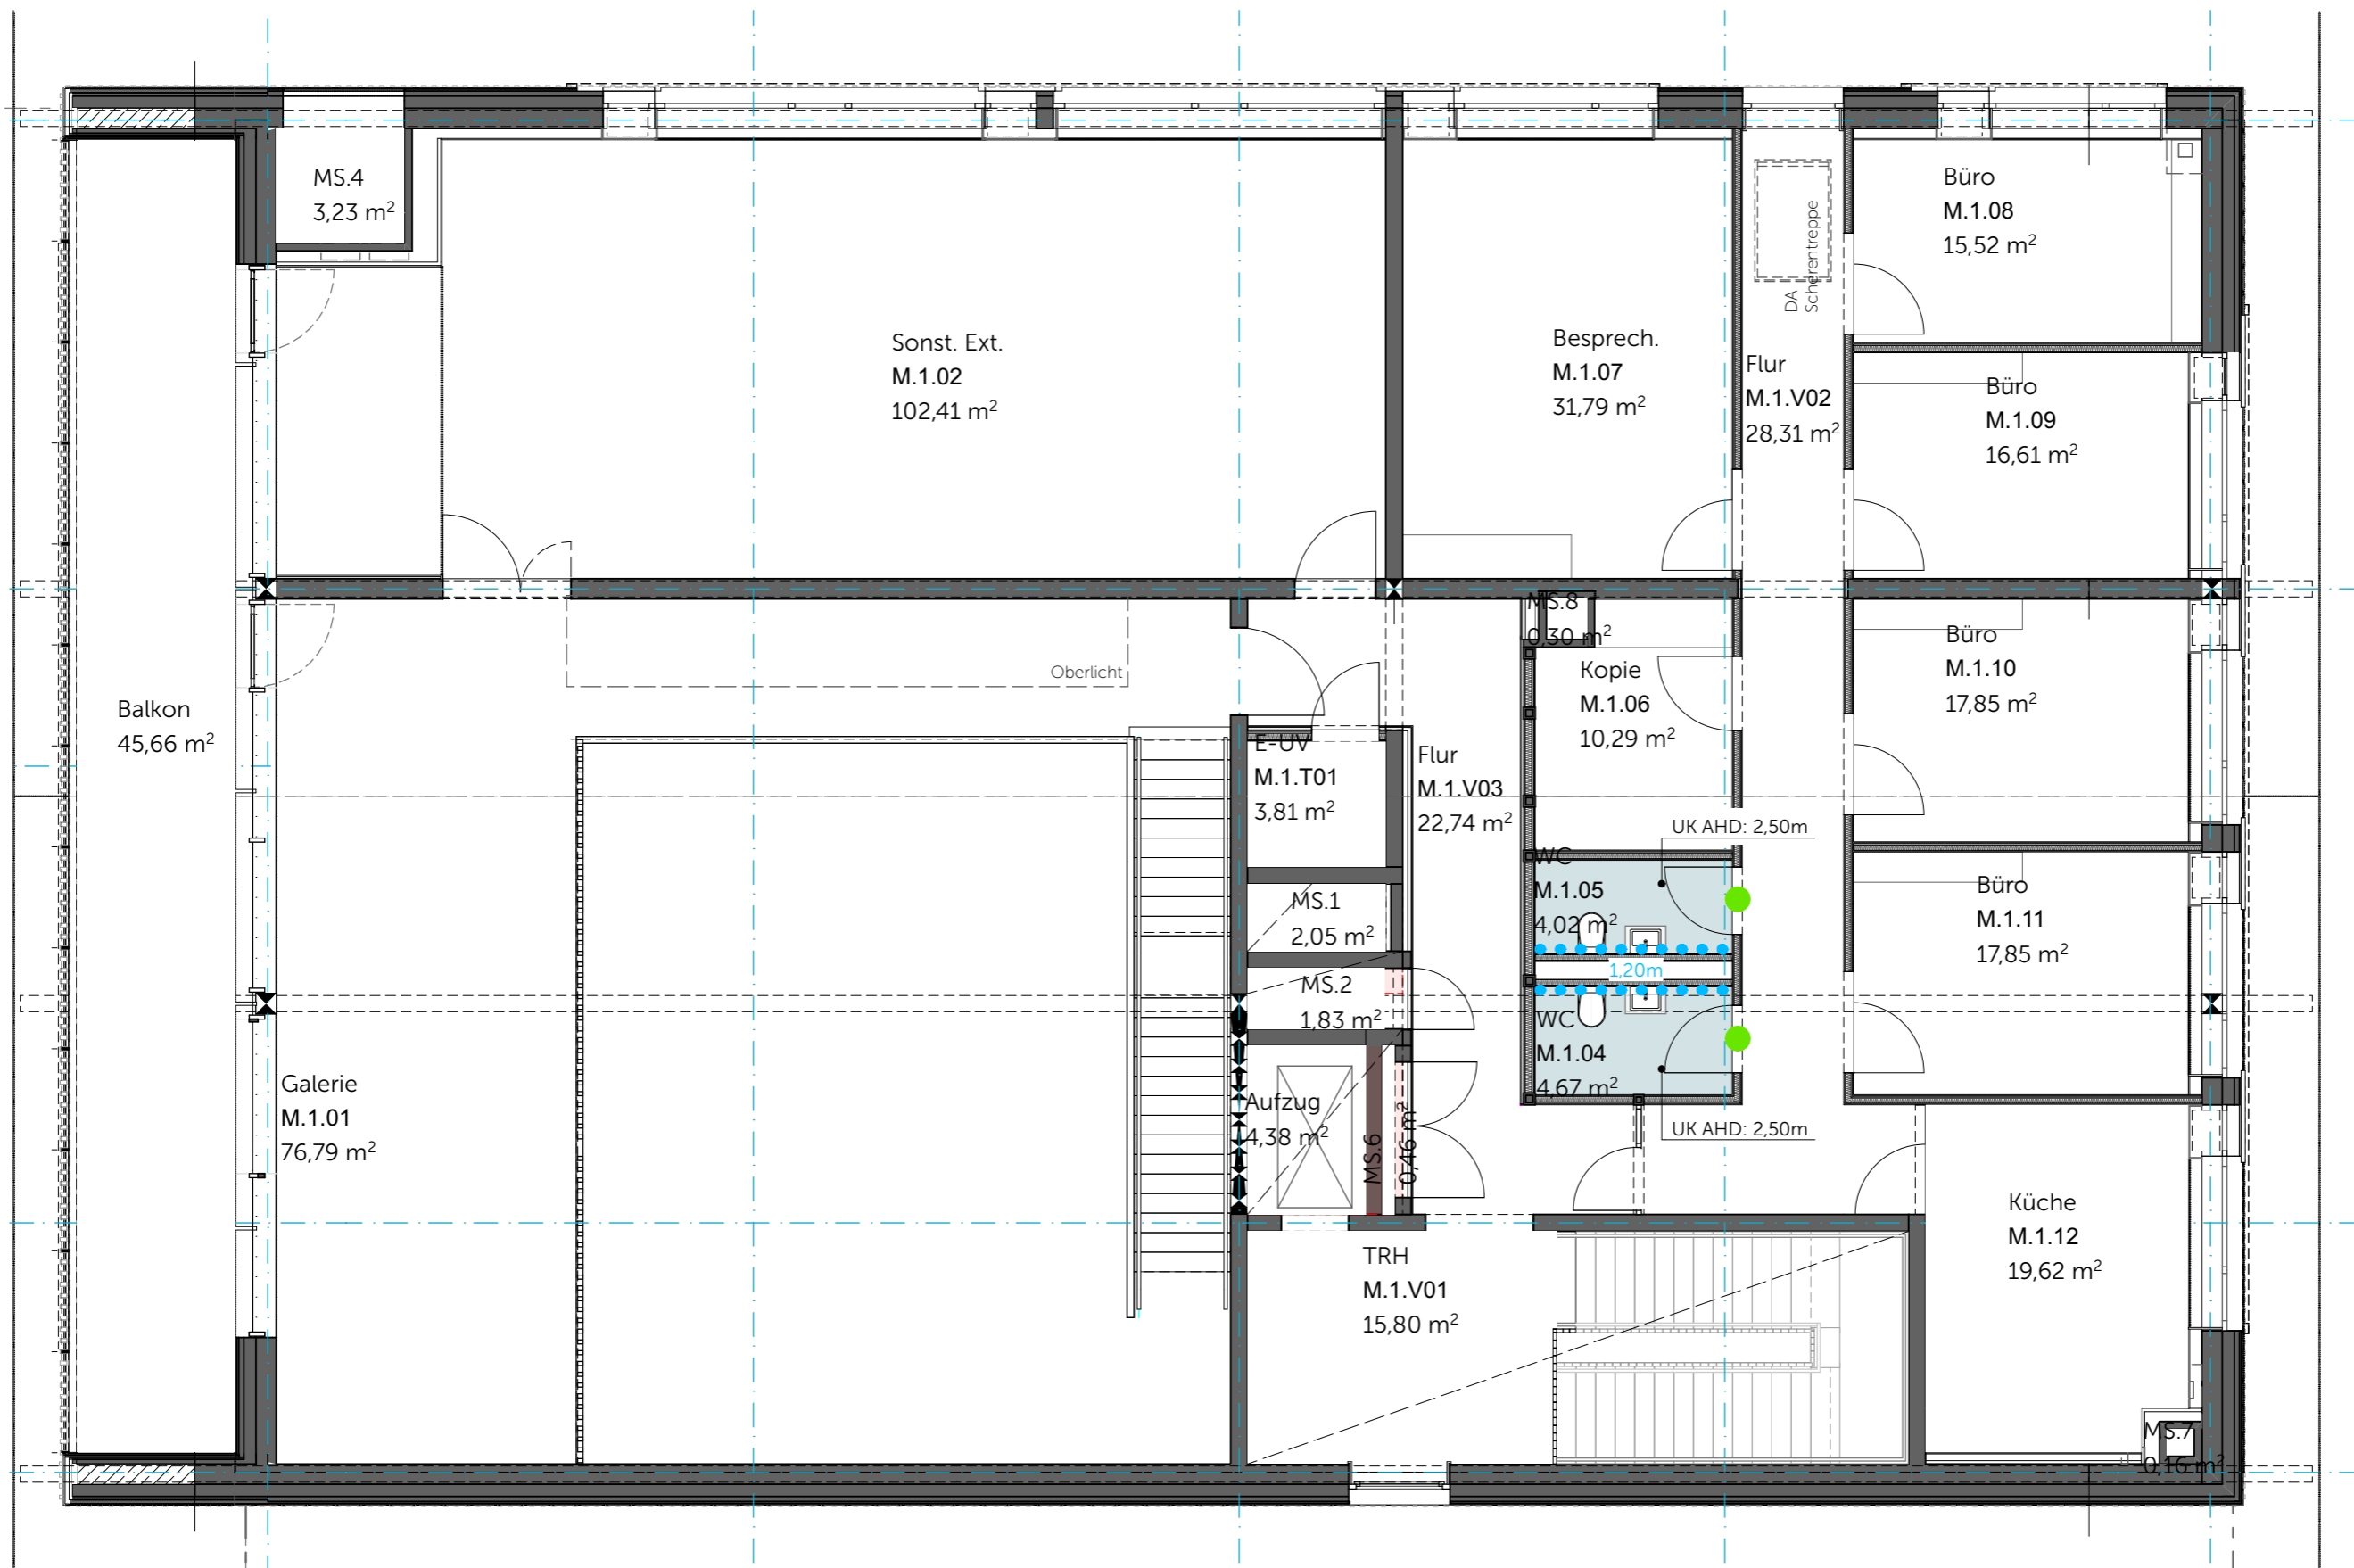 MS.4
3,23 m²
Sonst. Ext.
M.1.02
102,41 m²
Besprech.
M.1.07
31,79 m²
DA
Scherentreppe
Flur
M.1.V02
28,31 m²
Büro
M.1.08
15,52 m²
Büro
M.1.09
16,61 m²
Balkon
45,66 m²
Oberlicht
E-UV
M.1.T01
3,81 m²
Flur
M.1.V03
22,74 m²
MS.8
0,30 m²
Kopie
M.1.06
10,29 m²
Büro
M.1.10
17,85 m²
UK AHD: 2,50m
WC
M.1.05
4,02 m²
1,20m
WC
M.1.04
4,67 m²
UK AHD: 2,50m
Büro
M.1.11
17,85 m²
MS.1
2,05 m²
MS.2
1,83 m²
Galerie
M.1.01
76,79 m²
Aufzug
4,38 m²
MS.6
0,46 m²
TRH
M.1.V01
15,80 m²
Küche
M.1.12
19,62 m²
MS.7
0,16 m²